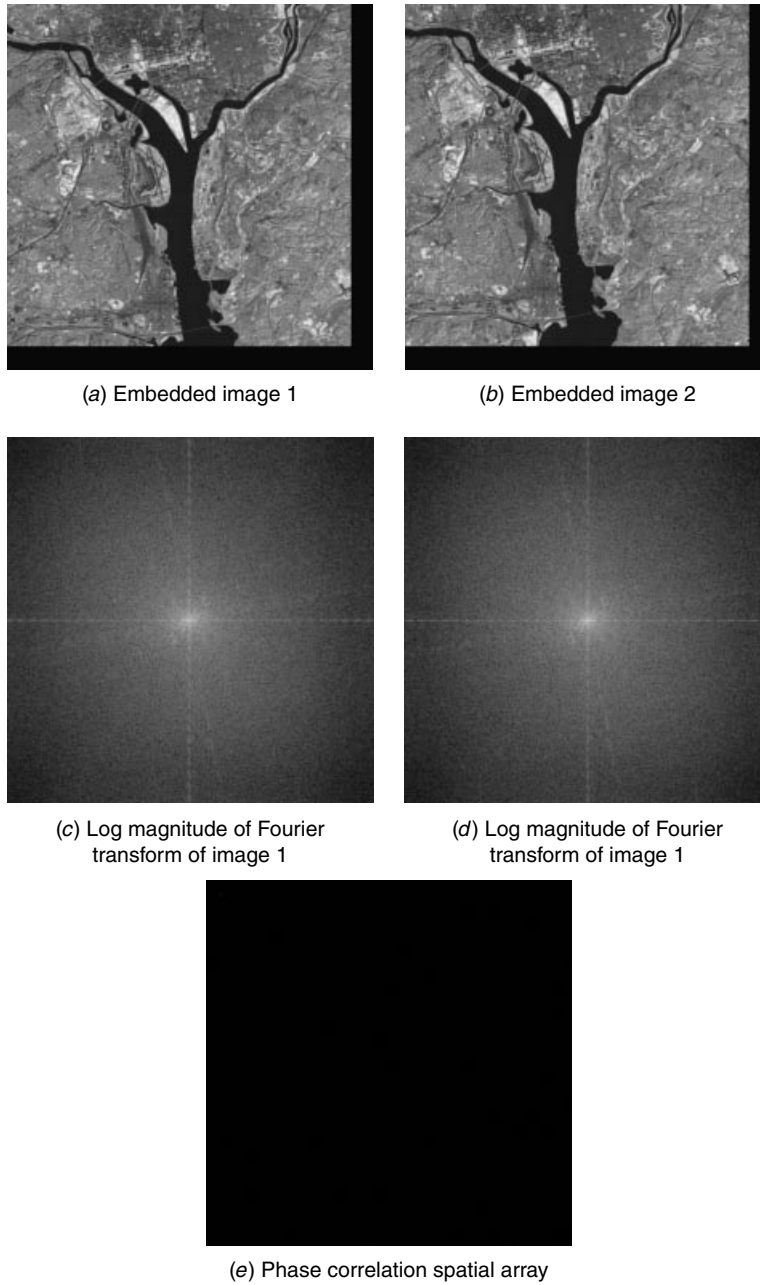 (a) Embedded image 1
(b) Embedded image 2
(c) Log magnitude of Fourier
transform of image 1
(d) Log magnitude of Fourier
transform of image 1
(e) Phase correlation spatial array